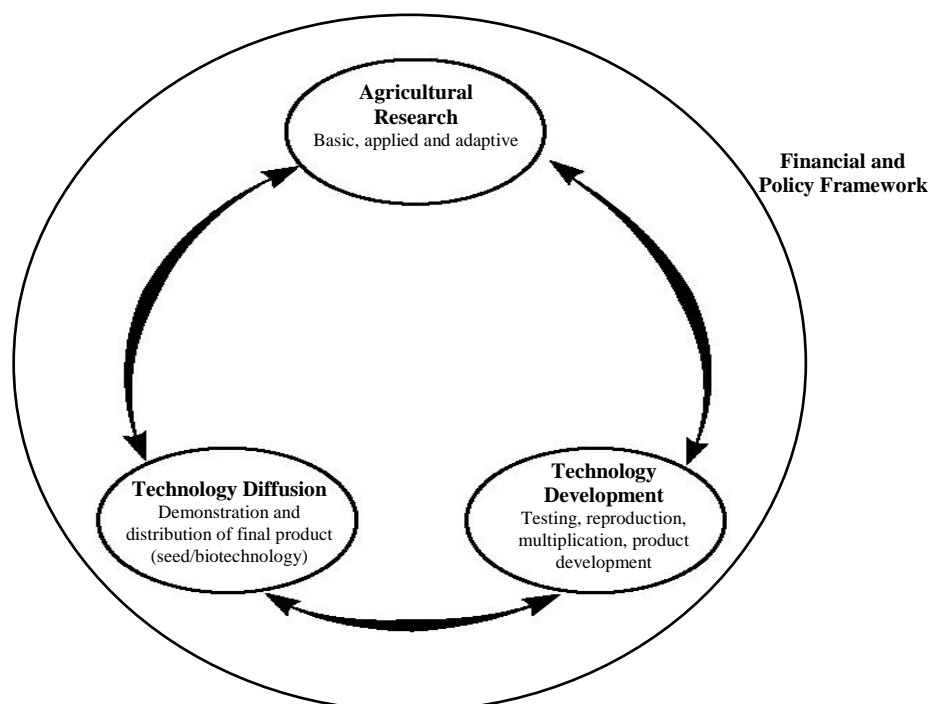 Agricultural
Research
Basic, applied and adaptive
Financial and
Policy Framework
Technology Diffusion
Demonstration and
distribution of final product
(seed/biotechnology)
Technology
Development
Testing, reproduction,
multiplication, product
development